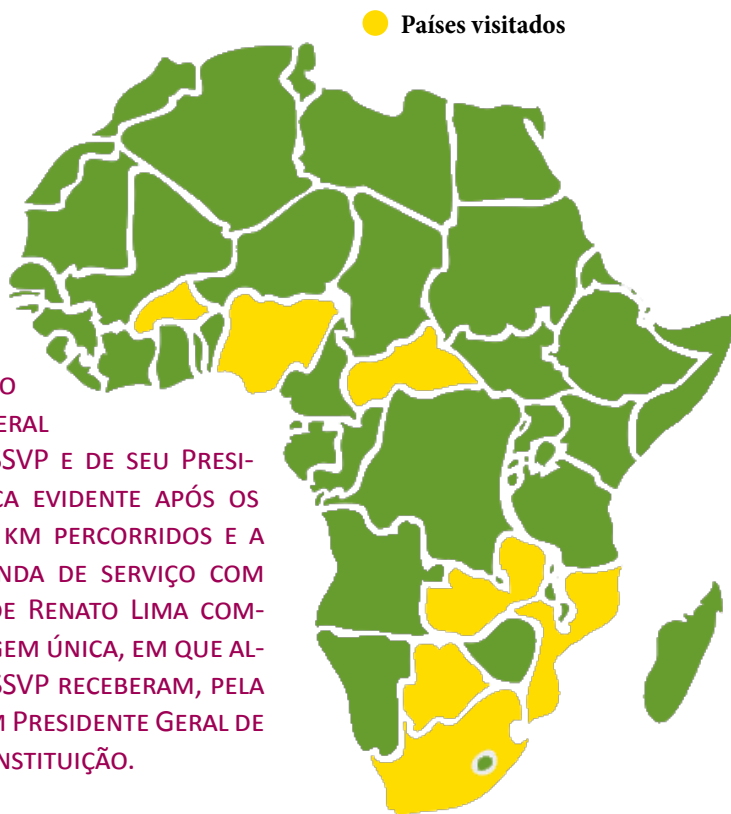 Países visitados
O
ERAL
SSVP E DE SEU PRESI-
CA EVIDENTE APÓS OS
KM PERCORRIDOS E A
NDA DE SERVIÇO COM
DE RENATO LIMA COM-
GEM ÚNICA, EM QUE AL-
SSVP RECEBERAM, PELA
M PRESIDENTE GERAL DE
NSTITUIÇÃO.